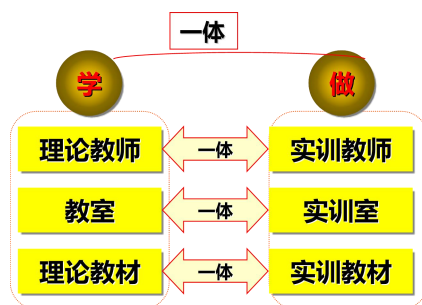 一体
学 做
理论教师 一体 实训教师
教室 一体 实训室
理论教材 一体 实训教材